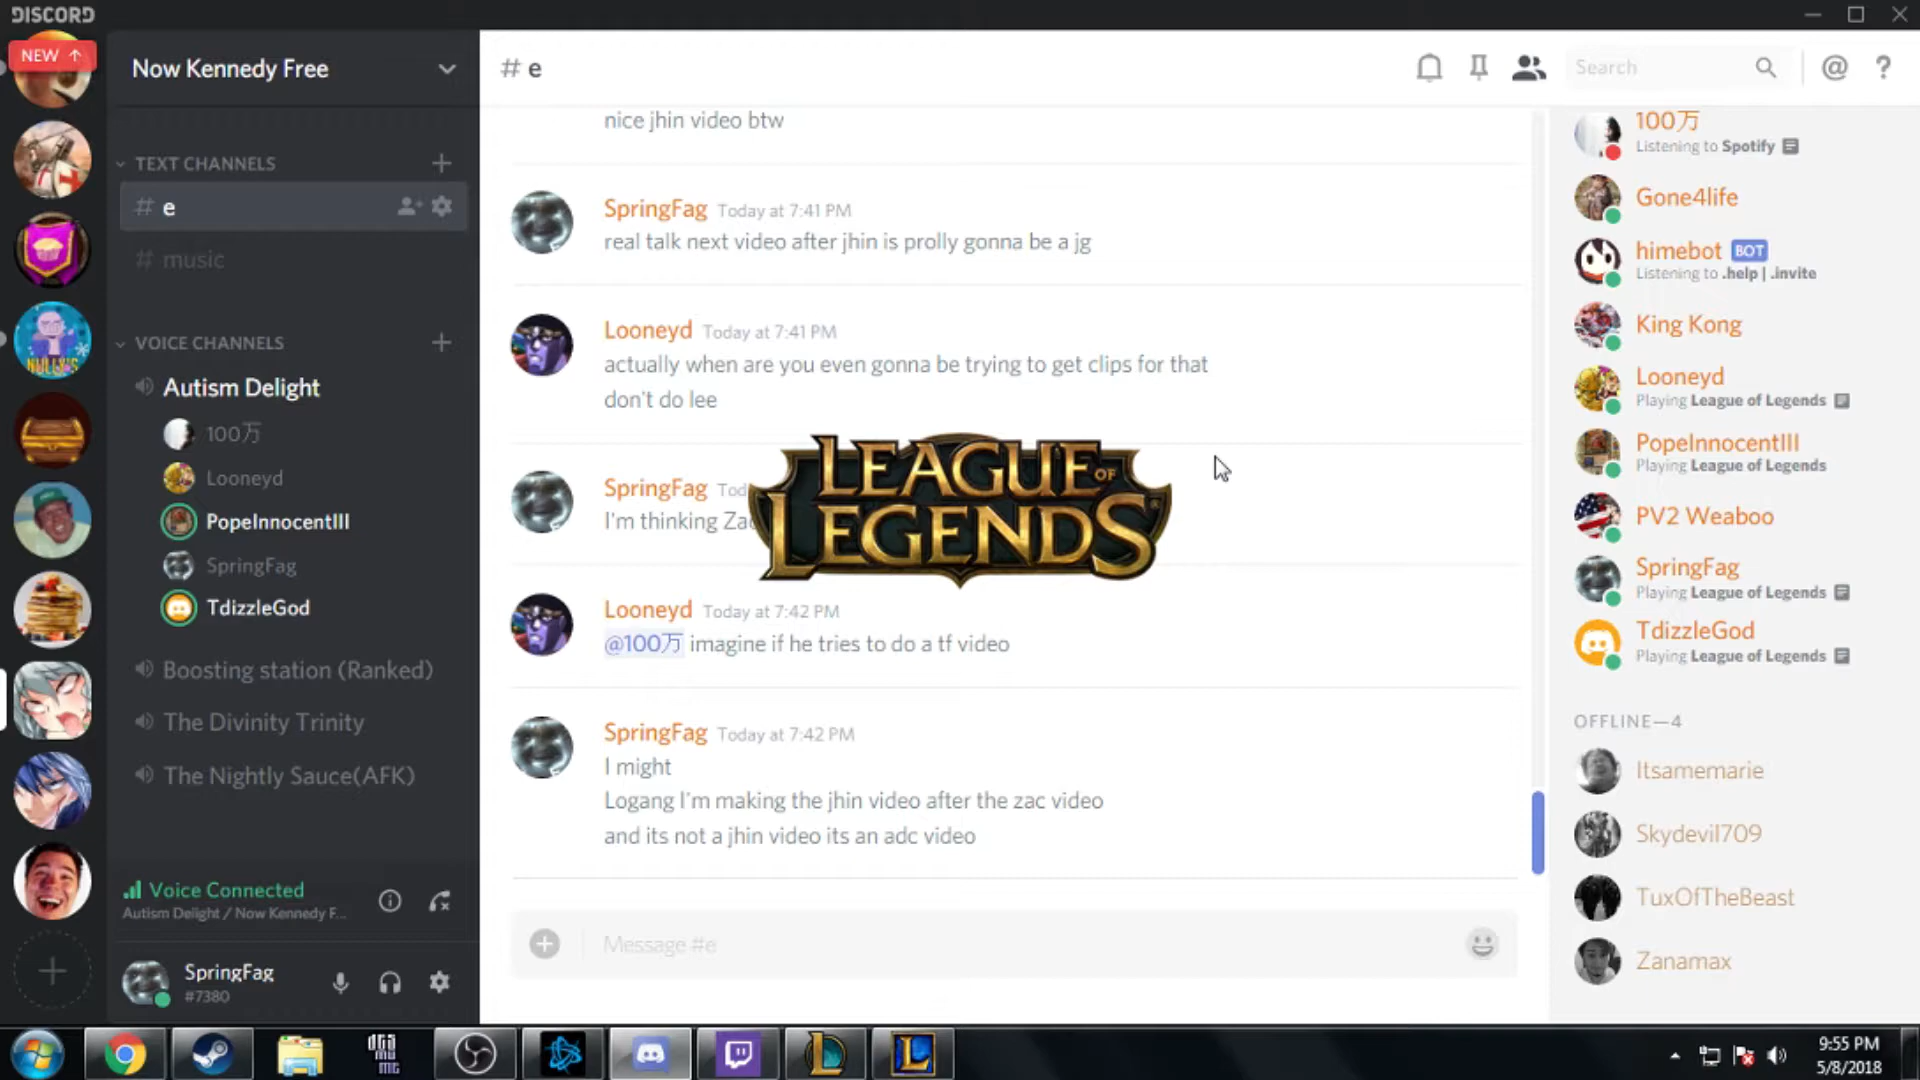 DISCORD
NEW ↑
NULLY'S
Now Kennedy Free
TEXT CHANNELS
# e
# music
VOICE CHANNELS
Autism Delight
100万
Looneyd
PopeInnocentIII
SpringFag
TdizzleGod
Boosting station (Ranked)
The Divinity Trinity
The Nightly Sauce(AFK)
Voice Connected
Autism Delight / Now Kennedy F...
SpringFag
#7380
# e
Search
@ ?
nice jhin video btw
SpringFag Today at 7:41 PM
real talk next video after jhin is prolly gonna be a jg
Looneyd Today at 7:41 PM
actually when are you even gonna be trying to get clips for that
don't do lee
SpringFag
I'm thinking
LEAGUE OF
LEGENDS
Looneyd Today at 7:42 PM
@100万 imagine if he tries to do a tf video
SpringFag Today at 7:42 PM
I might
Logang I'm making the jhin video after the zac video
and its not a jhin video its an adc video
Message #e
100万
Listening to Spotify
Gone4life
himebot BOT
Listening to .help | .invite
King Kong
Looneyd
Playing League of Legends
PopeInnocentIII
Playing League of Legends
PV2 Weaboo
SpringFag
Playing League of Legends
TdizzleGod
Playing League of Legends
OFFLINE—4
Itsamemarie
Skydevil709
TuxOfTheBeast
Zanamax
9:55 PM
5/8/2018